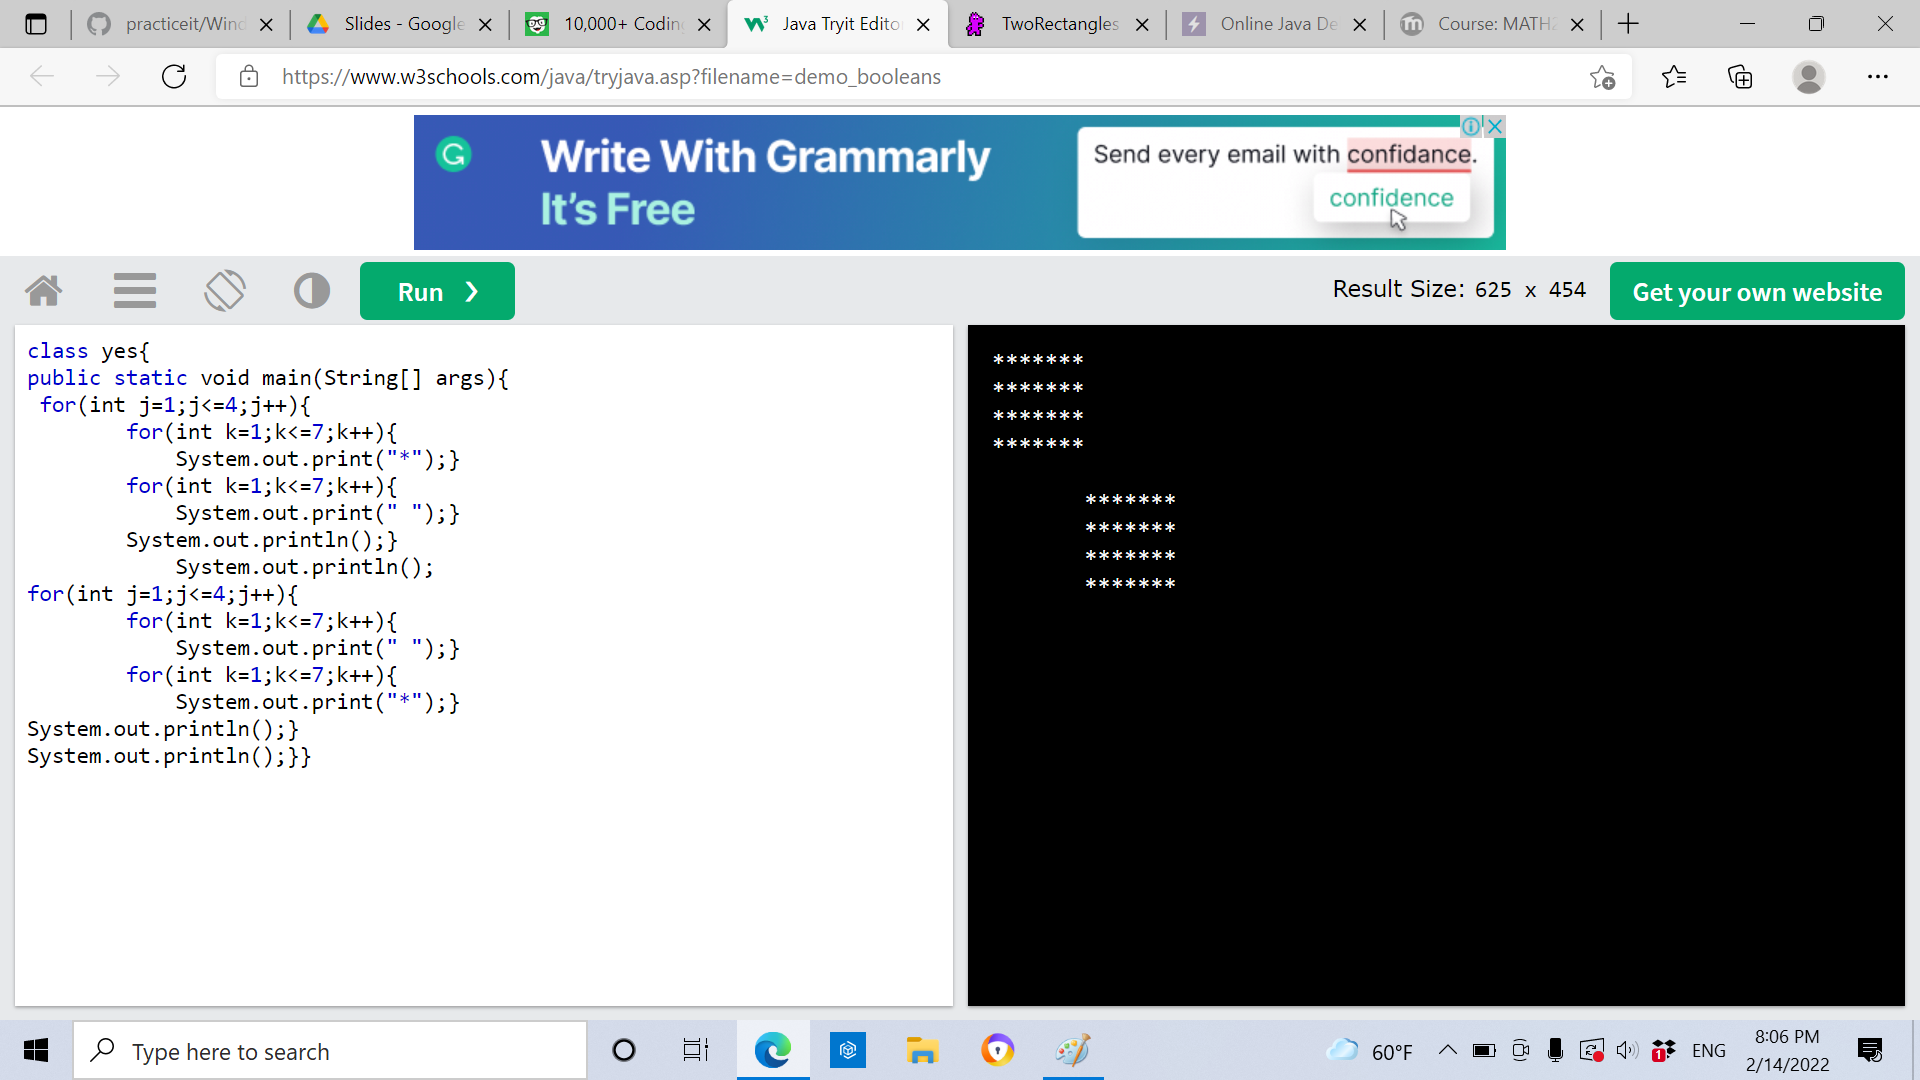 practiceit/Wind
Slides - Google
10,000+ Coding
Java Tryit Editor
TwoRectangles
Online Java De
Course: MATH2
https://www.w3schools.com/java/tryjava.asp?filename=demo_booleans
Write With Grammarly
It's Free
Send every email with confidance.
confidence
Run ❯
Result Size: 625 x 454
Get your own website
class yes{
public static void main(String[] args){
 for(int j=1;j<=4;j++){
        for(int k=1;k<=7;k++){
            System.out.print("*");}
        for(int k=1;k<=7;k++){
            System.out.print(" ");}
        System.out.println();}
            System.out.println();
for(int j=1;j<=4;j++){
        for(int k=1;k<=7;k++){
            System.out.print(" ");}
        for(int k=1;k<=7;k++){
            System.out.print("*");}
System.out.println();}
System.out.println();}}
*******
*******
*******
*******
       *******
       *******
       *******
       *******
Type here to search
60°F
1
ENG
8:06 PM
2/14/2022